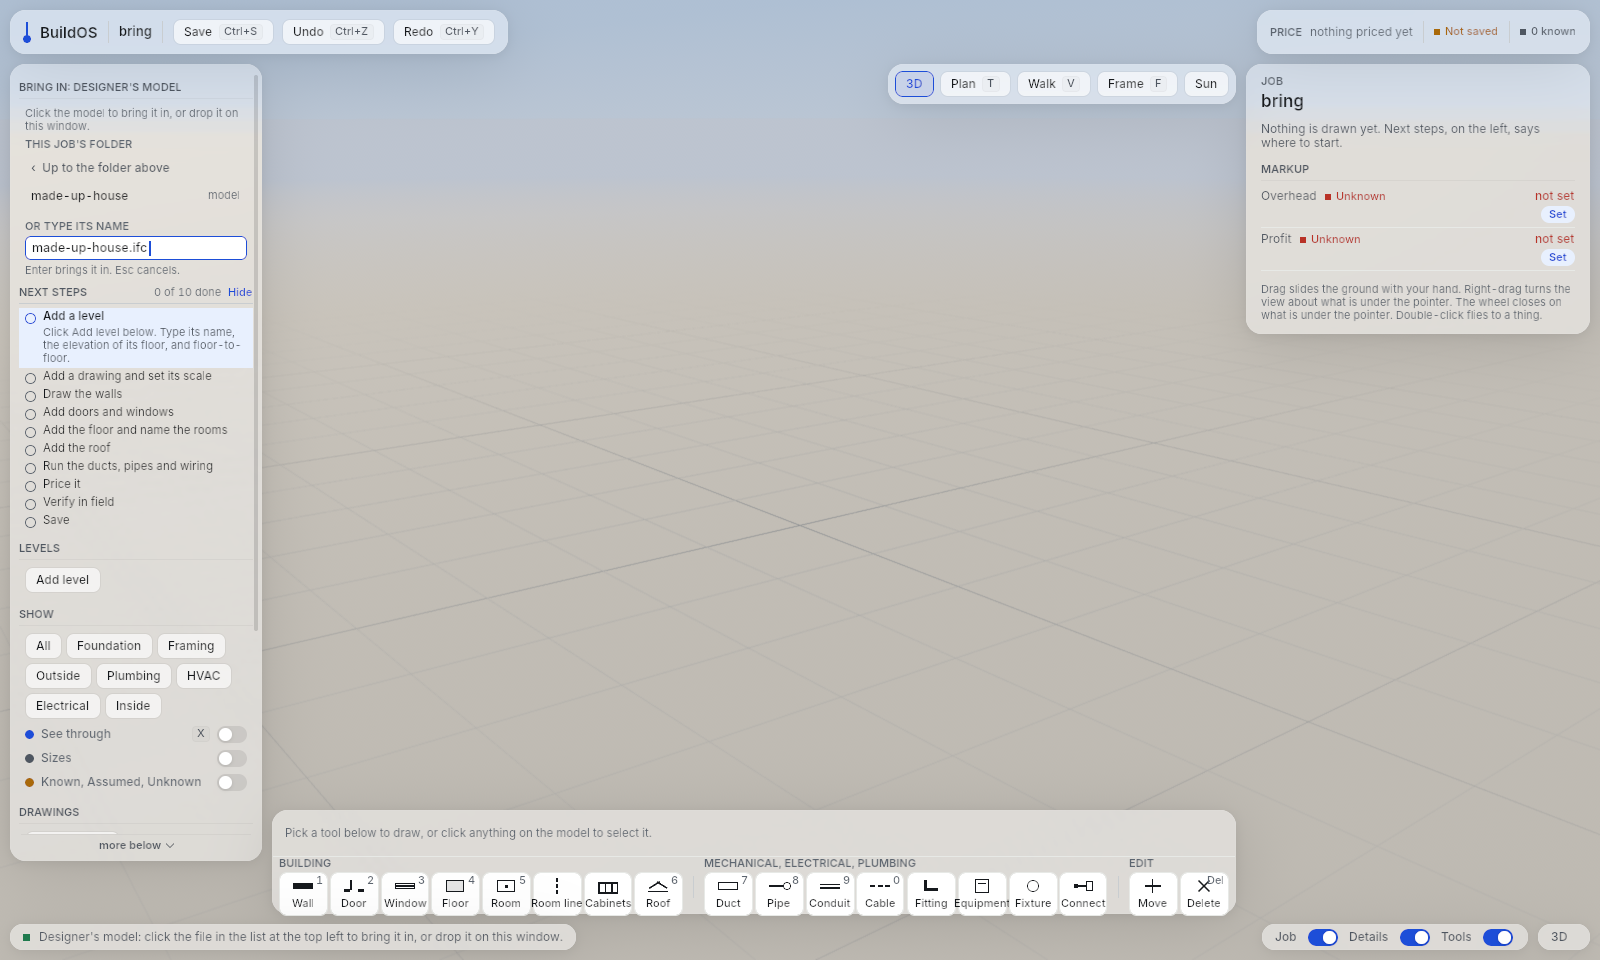 BuildOS
bring
Save Ctrl+S
Undo Ctrl+Z
Redo Ctrl+Y
PRICE nothing priced yet
Not saved
0 known
BRING IN: DESIGNER'S MODEL
Click the model to bring it in, or drop it on
this window.
THIS JOB'S FOLDER
‹ Up to the folder above
made-up-house model
OR TYPE ITS NAME
made-up-house.ifc
Enter brings it in. Esc cancels.
NEXT STEPS 0 of 10 done Hide
Add a level
Click Add level below. Type its name,
the elevation of its floor, and floor-to-
floor.
Add a drawing and set its scale
Draw the walls
Add doors and windows
Add the floor and name the rooms
Add the roof
Run the ducts, pipes and wiring
Price it
Verify in field
Save
LEVELS
Add level
SHOW
All Foundation Framing
Outside Plumbing HVAC
Electrical Inside
See through X
Sizes
Known, Assumed, Unknown
DRAWINGS
more below
3D Plan T Walk V Frame F Sun
JOB
bring
Nothing is drawn yet. Next steps, on the left, says
where to start.
MARKUP
Overhead Unknown not set
Set
Profit Unknown not set
Set
Drag slides the ground with your hand. Right-drag turns the
view about what is under the pointer. The wheel closes on
what is under the pointer. Double-click flies to a thing.
Pick a tool below to draw, or click anything on the model to select it.
BUILDING
1 2 3 4 5 6
Wall Door Window Floor Room Room line Cabinets Roof
MECHANICAL, ELECTRICAL, PLUMBING
7 8 9 0
Duct Pipe Conduit Cable Fitting Equipment Fixture Connect
EDIT
Del
Move Delete
Designer's model: click the file in the list at the top left to bring it in, or drop it on this window.
Job Details Tools 3D